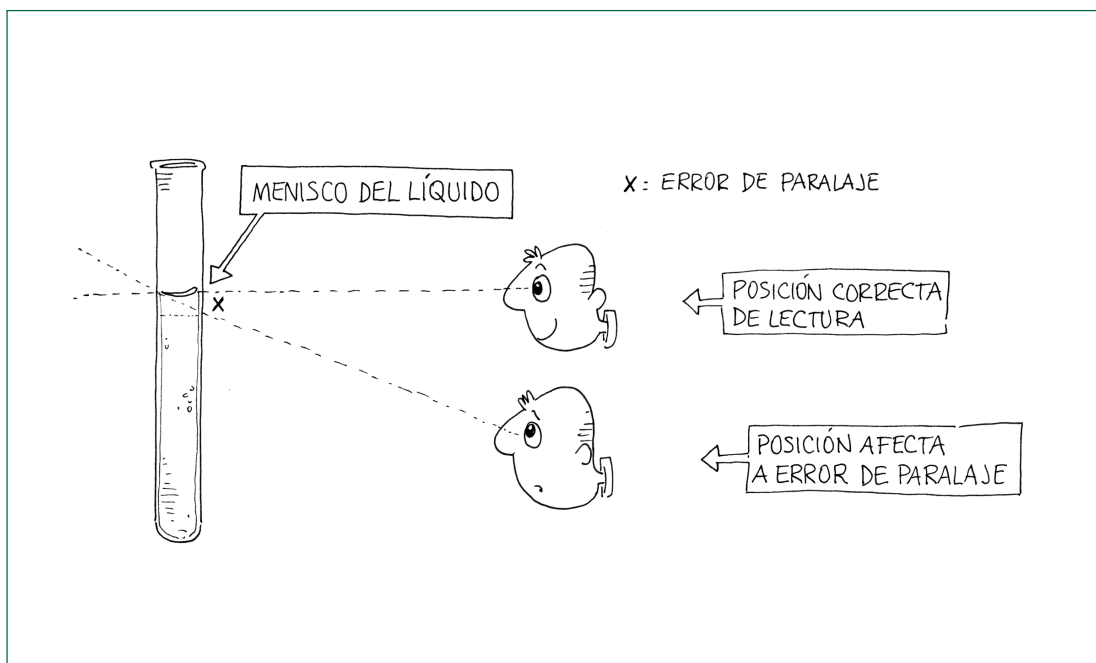 MENISCO DEL LÍQUIDO
X: ERROR DE PARALAJE
X
POSICIÓN CORRECTA
DE LECTURA
POSICIÓN AFECTA
A ERROR DE PARALAJE